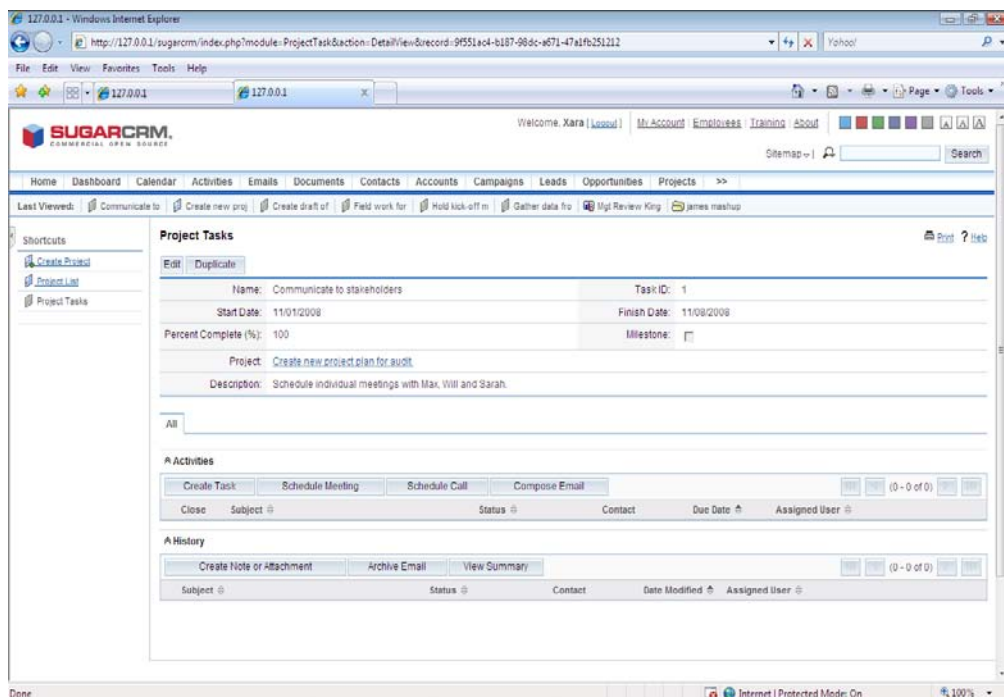 127.0.0.1 - Windows Internet Explorer
http://127.0.0.1/sugarcrm/index.php?module=ProjectTask&action=DetailView&record=9f551ac4-b187-98dc-a671-47a1fb251212 Yahoo!
File Edit View Favorites Tools Help
127.0.0.1 127.0.0.1 Page Tools
Welcome, Xara [ Logout ] My Account Employees Training About
SUGARCRM.
COMMERCIAL OPEN SOURCE
Sitemap Search
Home Dashboard Calendar Activities Emails Documents Contacts Accounts Campaigns Leads Opportunities Projects >>
Last Viewed: Communicate to Create new proj Create draft of Field work for Hold kick-off m Gather data fro Mgt Review King james mashup
Shortcuts
Create Project
Project List
Project Tasks
Project Tasks
Print ? Help
Edit Duplicate
Name: Communicate to stakeholders Task ID: 1
Start Date: 11/01/2008 Finish Date: 11/08/2008
Percent Complete (%): 100 Milestone:
Project: Create new project plan for audit.
Description: Schedule individual meetings with Max, Will and Sarah.
All
Activities
Create Task Schedule Meeting Schedule Call Compose Email (0 - 0 of 0)
Close Subject Status Contact Due Date Assigned User
History
Create Note or Attachment Archive Email View Summary (0 - 0 of 0)
Subject Status Contact Date Modified Assigned User
Done Internet | Protected Mode: On 100%